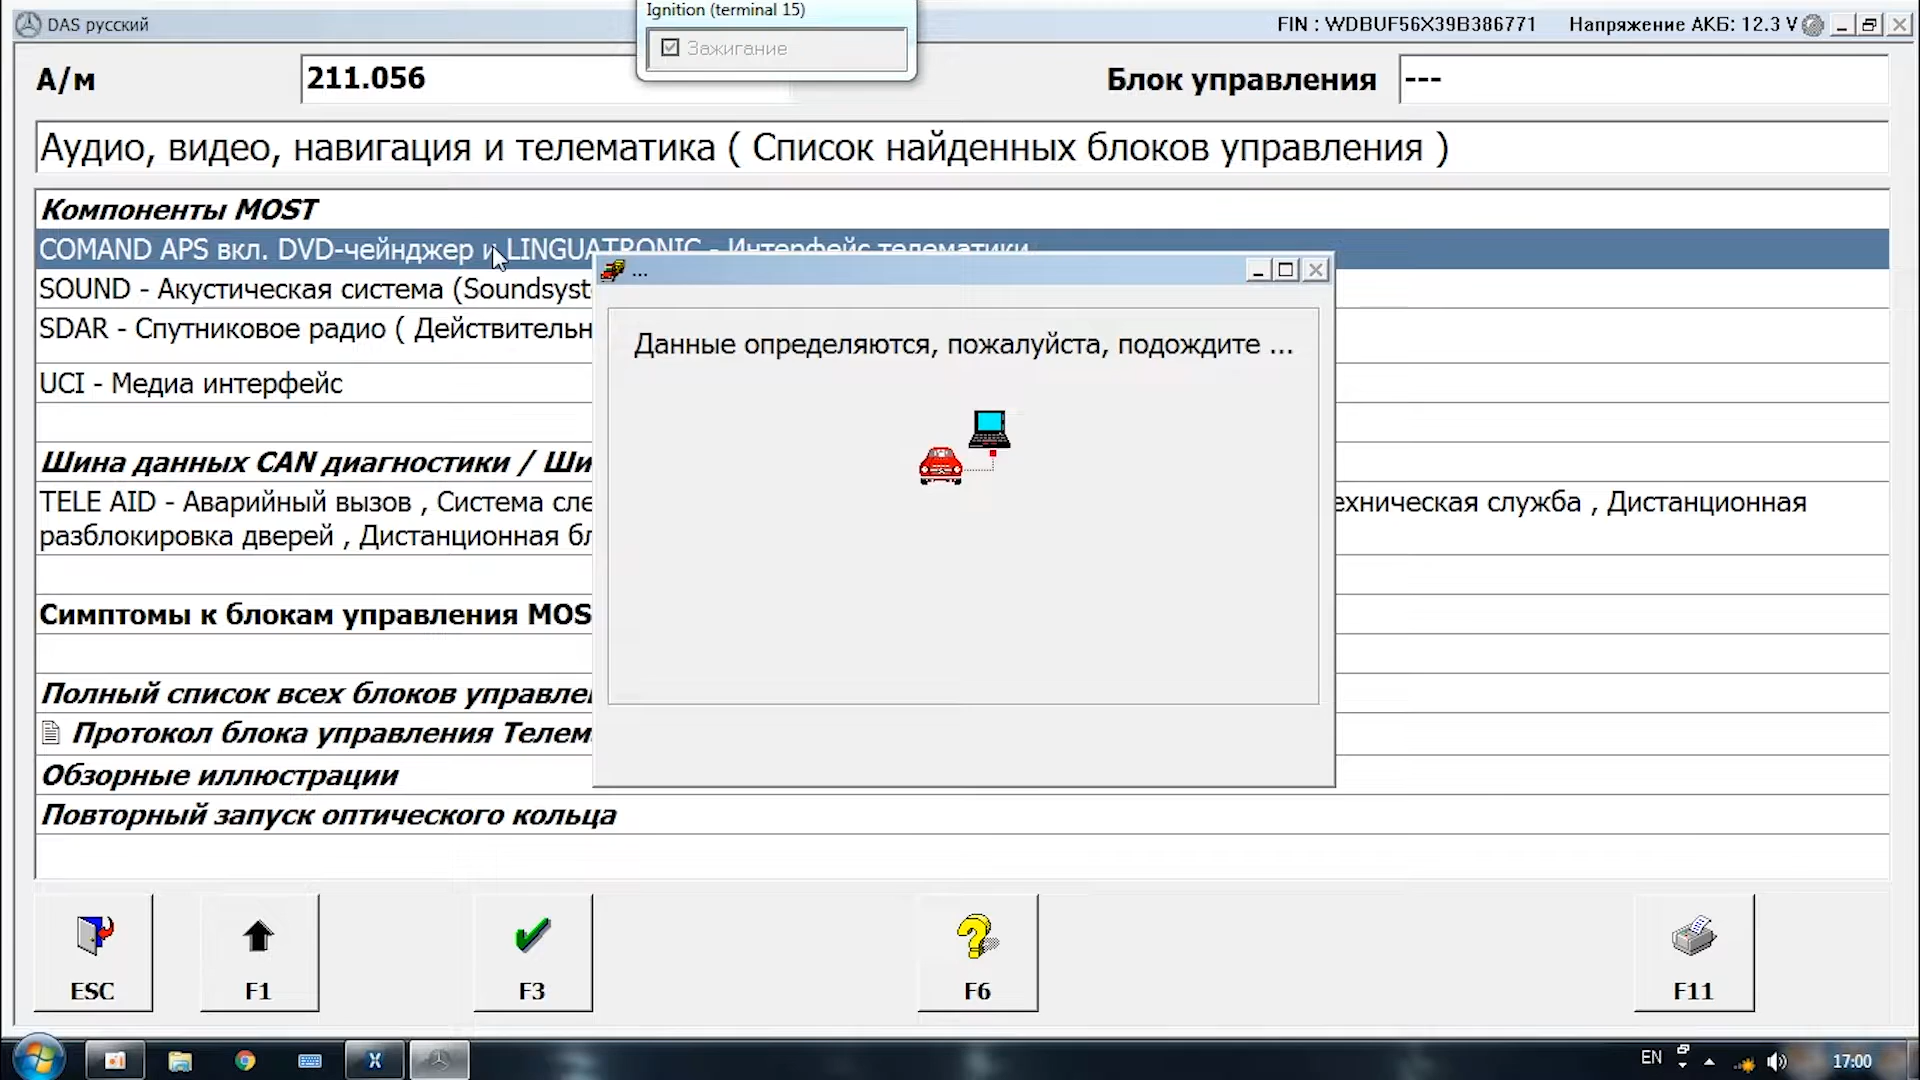 DAS русский
Ignition (terminal 15)
Зажигание
FIN : WDBUF56X39B386771
Напряжение АКБ: 12.3 V
А/м
211.056
Блок управления
---
Аудио, видео, навигация и телематика ( Список найденных блоков управления )
Компоненты MOST
COMAND APS вкл. DVD-чейнджер и LINGUATRONIC - Интерфейс телематики
SOUND - Акустическая система (Soundsyst
SDAR - Спутниковое радио ( Действительн
UCI - Медиа интерфейс
Шина данных CAN диагностики / Ши
TELE AID - Аварийный вызов , Система сле
ехническая служба , Дистанционная
разблокировка дверей , Дистанционная бл
Симптомы к блокам управления MOS
Полный список всех блоков управле
Протокол блока управления Телем
Обзорные иллюстрации
Повторный запуск оптического кольца
...
Данные определяются, пожалуйста, подождите ...
ESC
F1
F3
F6
F11
EN
17:00